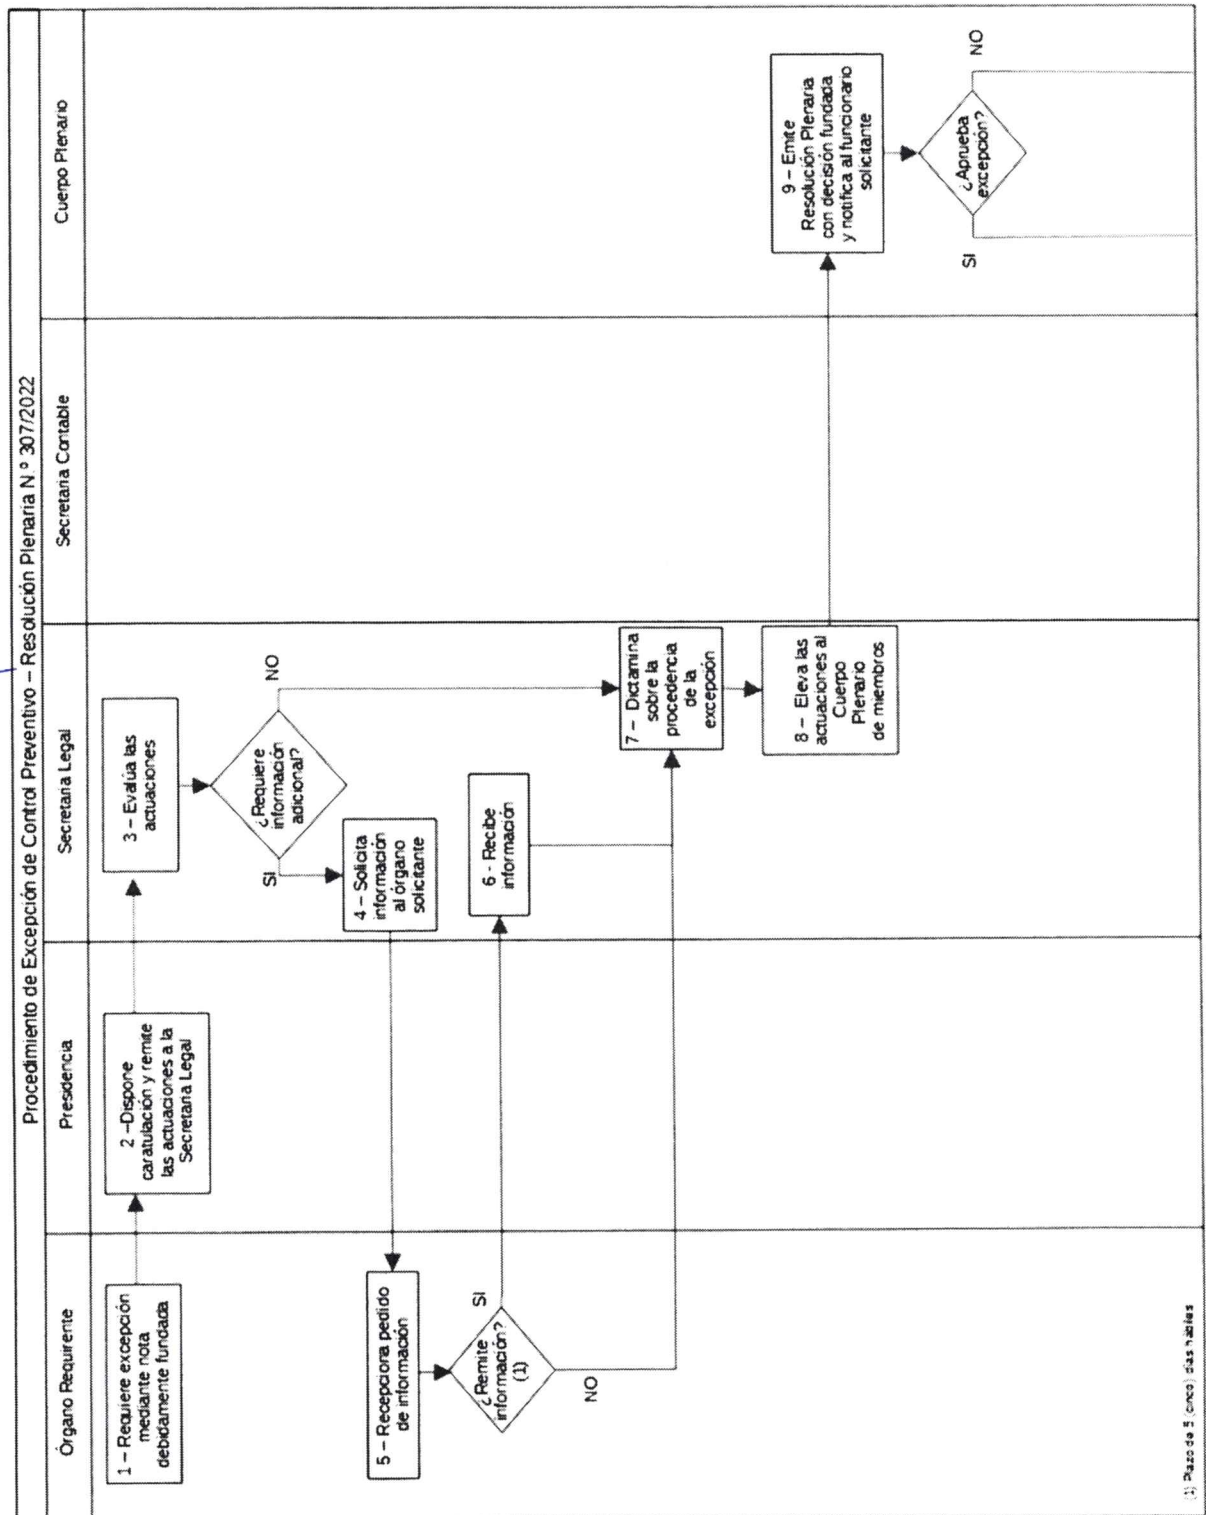 Procedimiento de Excepción de Control Preventivo – Resolución Plenaria N.º 307/2022
Órgano Requirente
Presidencia
Secretaria Legal
Secretaria Contable
Cuerpo Plenario
1 – Requiere excepción
mediante nota
debidamente fundada
2 –Dispone
caratulación y remite
las actuaciones a la
Secretaria Legal
3 – Evalúa las
actuaciones
¿Requiere
información
adicional?
SI
NO
4 – Solicita
información
al órgano
solicitante
5 – Recepciona pedido
de información
¿Remite
información?
(1)
SI
NO
6 - Recibe
información
7 – Dictamina
sobre la
procedencia
de la
excepción
8 – Eleva las
actuaciones al
Cuerpo
Plenario
de miembros
9 – Emite
Resolución Plenaria
con decisión fundada
y notifica al funcionario
solicitante
¿Aprueba
excepción?
SI
NO
(1) Plazo de 5 (cinco) días hábiles